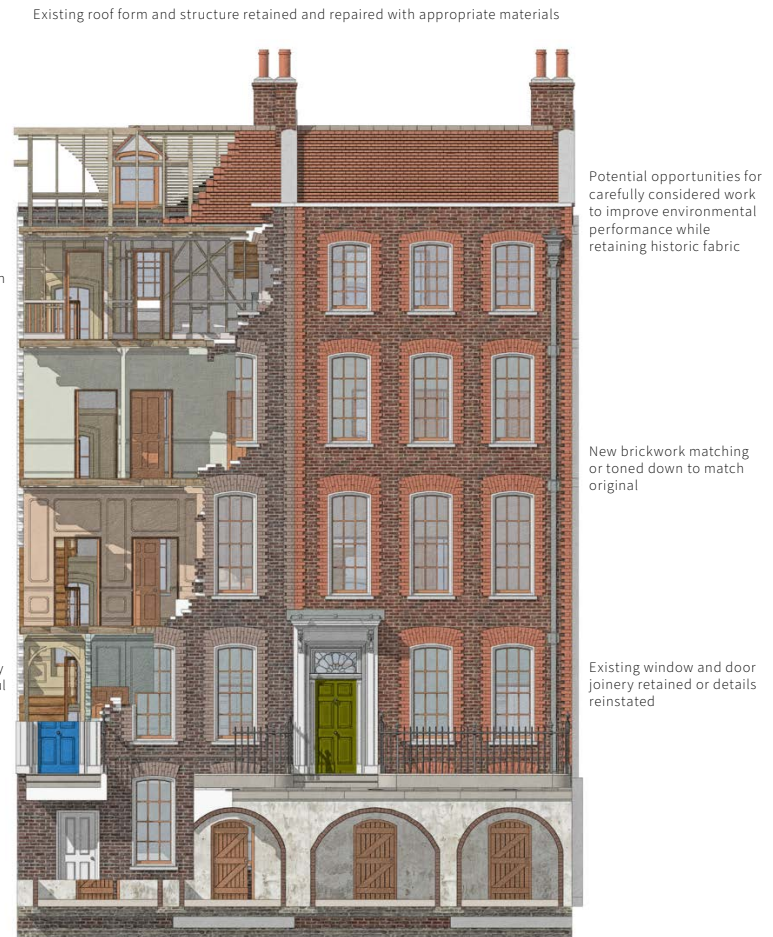 Existing roof form and structure retained and repaired with appropriate materials
Potential opportunities for
carefully considered work
to improve environmental
performance while
retaining historic fabric
New brickwork matching
or toned down to match
original
Existing window and door
joinery retained or details
reinstated